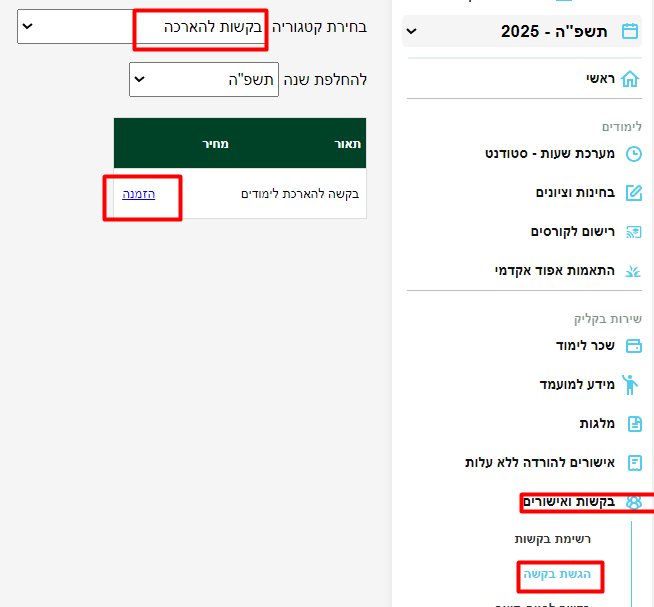 תשפ"ה - 2025
ראשי
לימודים
מערכת שעות - סטודנט
בחינות וציונים
רישום לקורסים
התאמות אפוד אקדמי
שירות בקליק
שכר לימוד
מידע למועמד
מלגות
אישורים להורדה ללא עלות
בקשות ואישורים
רשימת בקשות
הגשת בקשה
בחירת קטגוריה בקשות להארכה
להחלפת שנה תשפ"ה
תאור מחיר
בקשה להארכת לימודים הזמנה